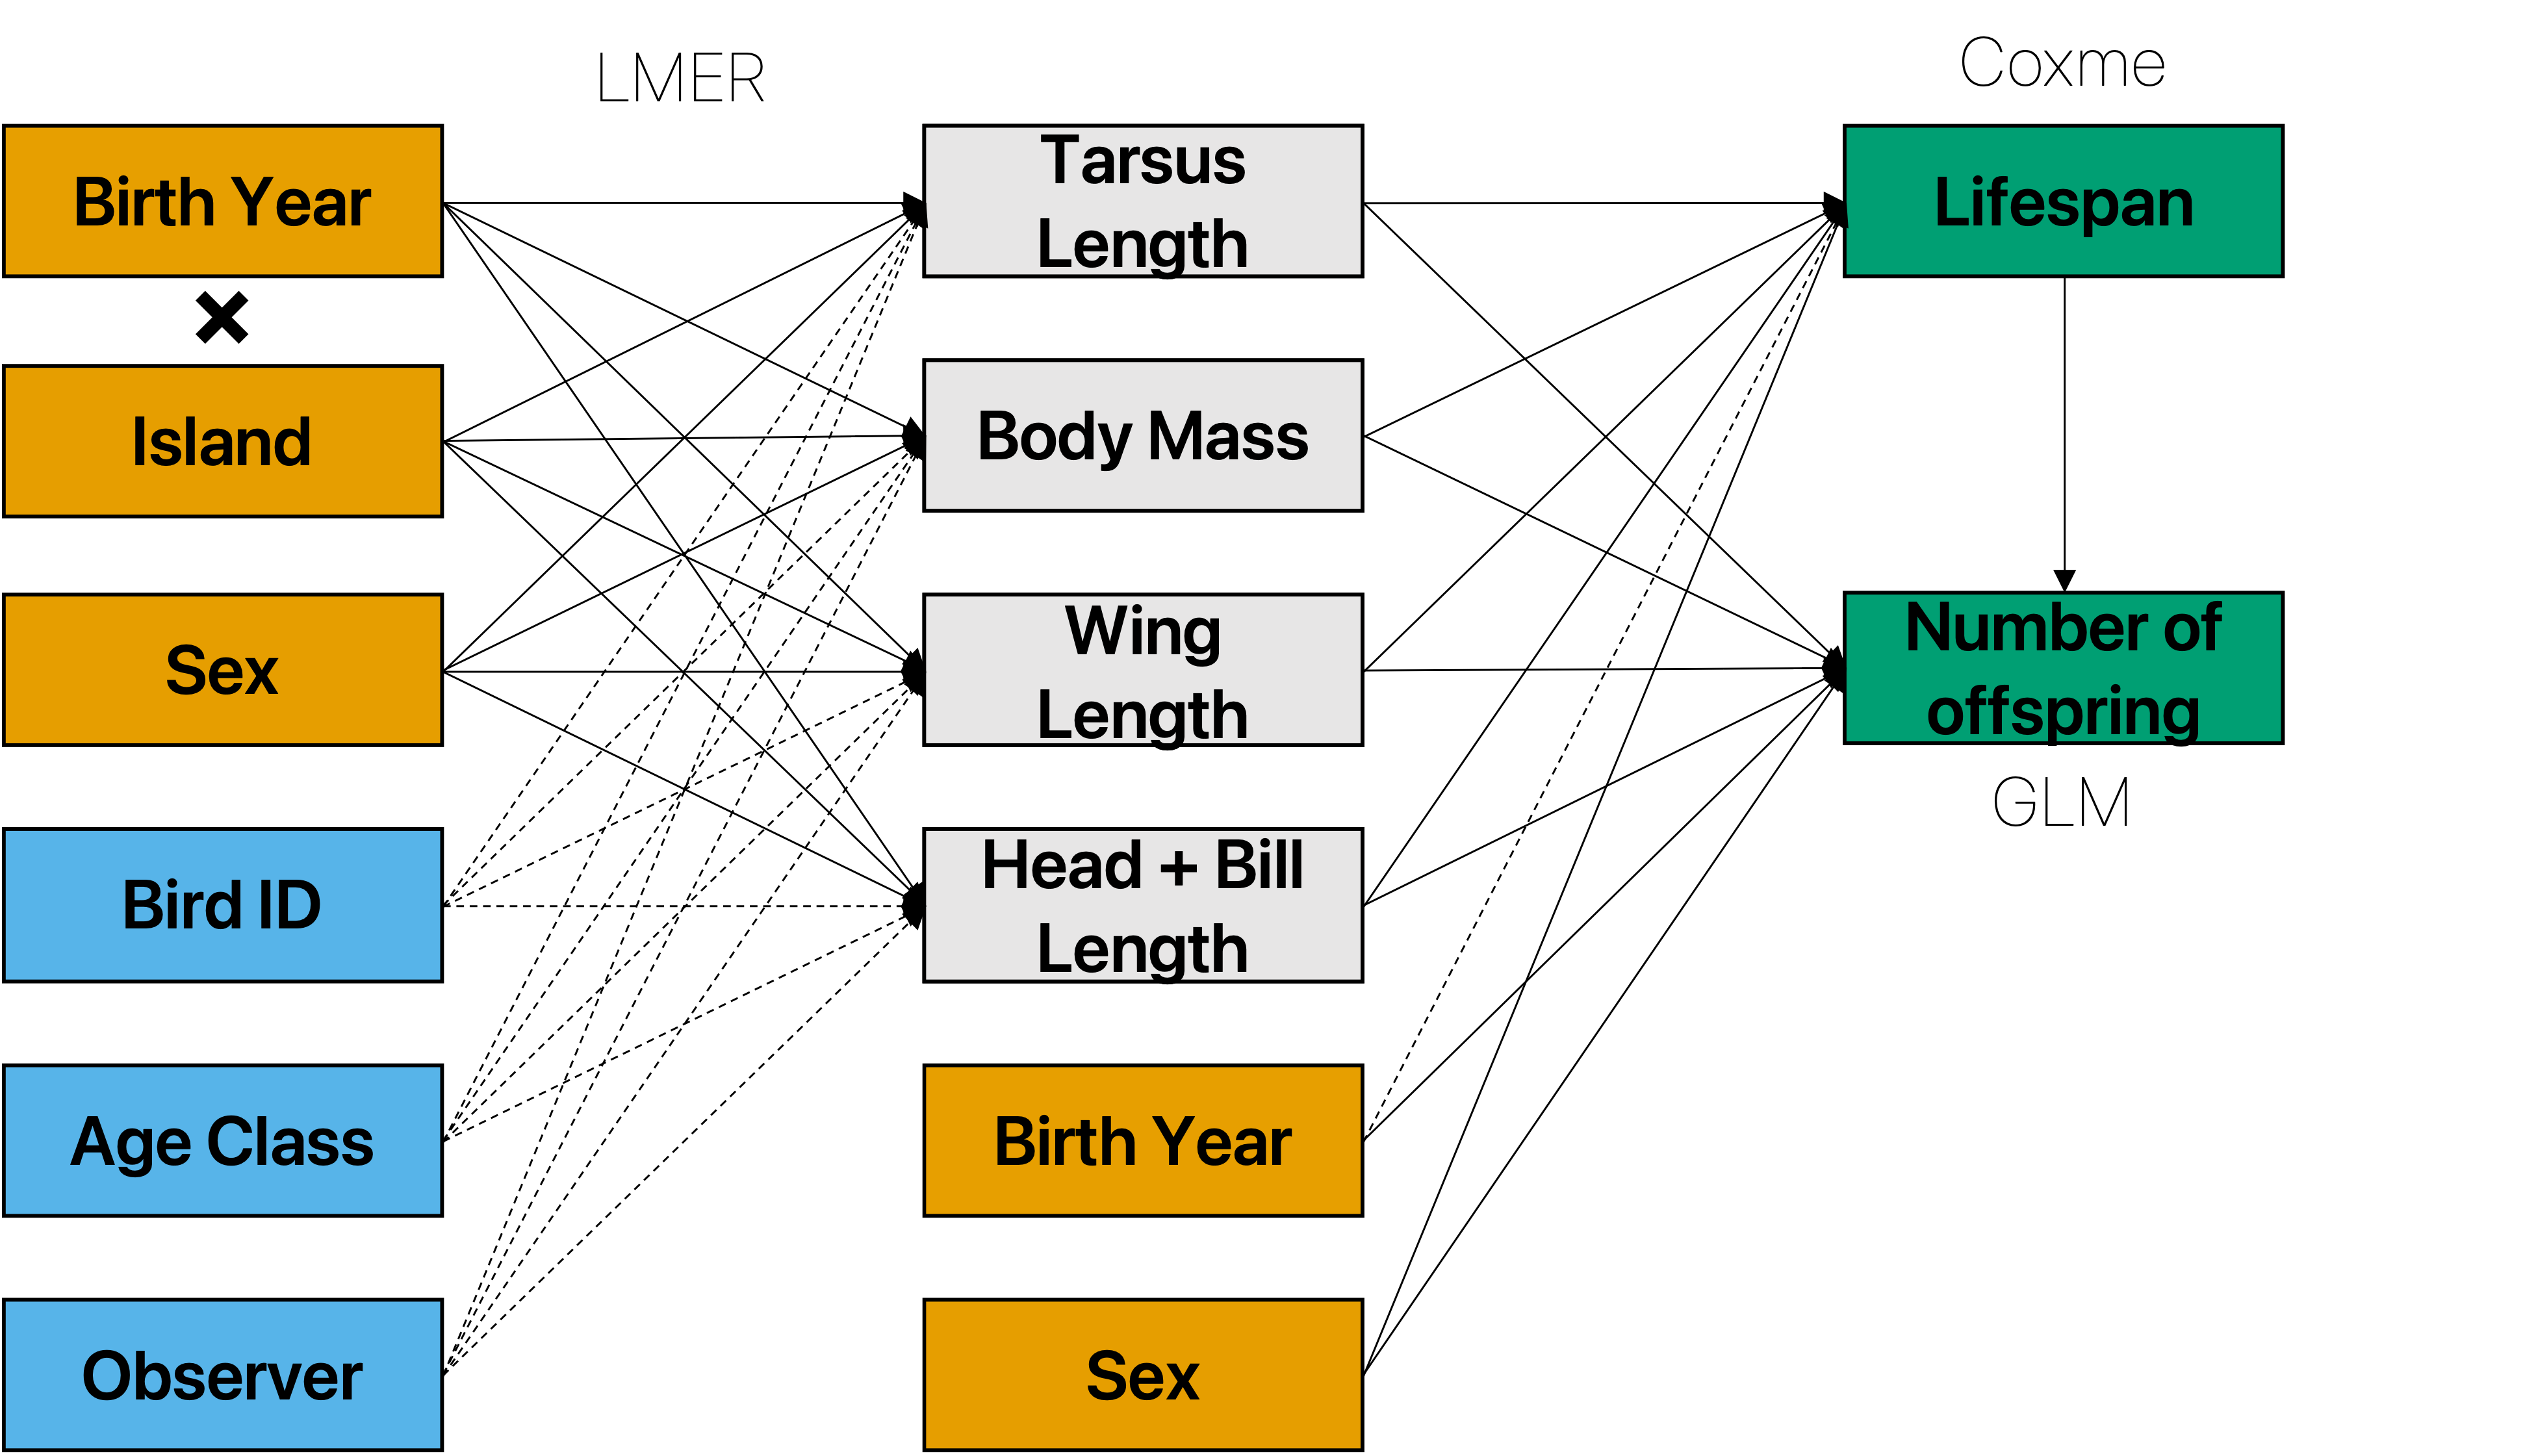 LMER
Coxme
Birth Year
×
Island
Sex
Bird ID
Age Class
Observer
Tarsus
Length
Body Mass
Wing
Length
Head + Bill
Length
Birth Year
Sex
Lifespan
Number of
offspring
GLM